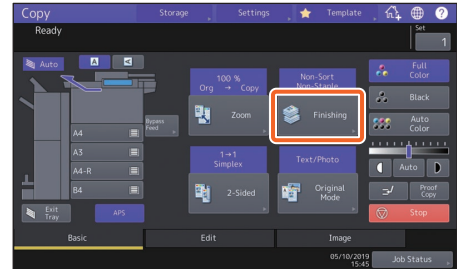 Copy
Storage
Settings
Template
?
Ready
Set
1
Auto
A
A
100 %
Org → Copy
Zoom
Non-Sort
Non-Staple
Finishing
Full
Color
Black
Auto
Color
Bypass
Feed
A4
A3
A4-R
B4
1→1
Simplex
2-Sided
Text/Photo
Original
Mode
Auto
Proof
Copy
Exit
Tray
APS
Stop
Basic
Edit
Image
05/10/2019
15:45
Job Status